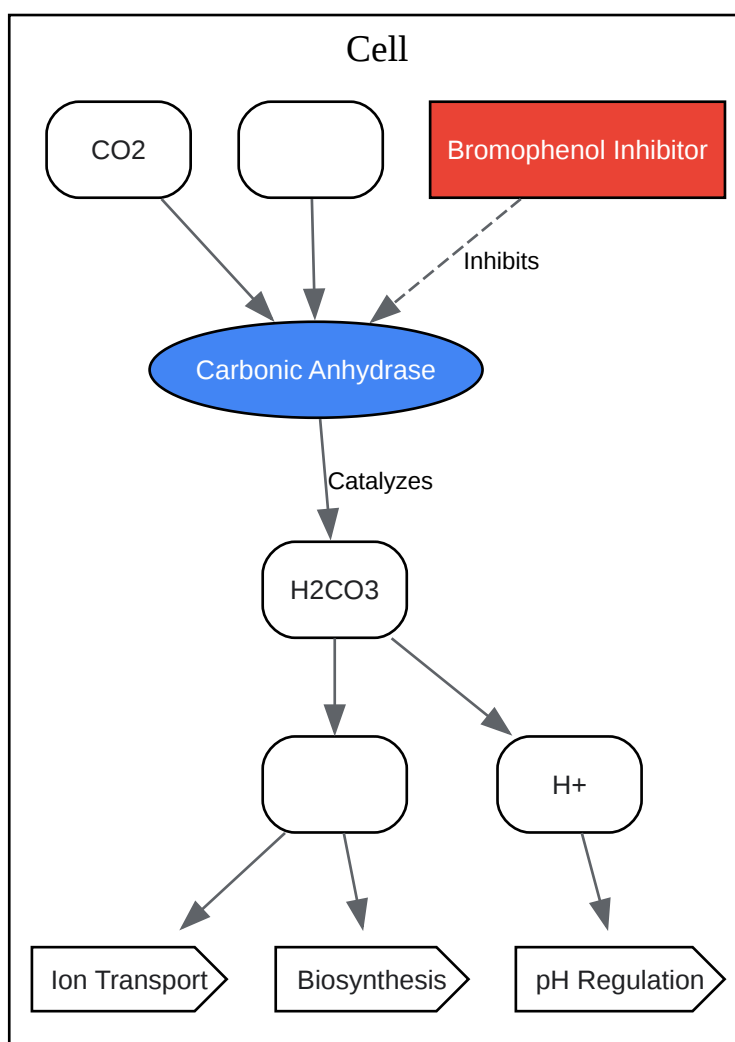 Cell
CO2
Bromophenol Inhibitor
Inhibits
Carbonic Anhydrase
Catalyzes
H2CO3
H+
Ion Transport
Biosynthesis
pH Regulation